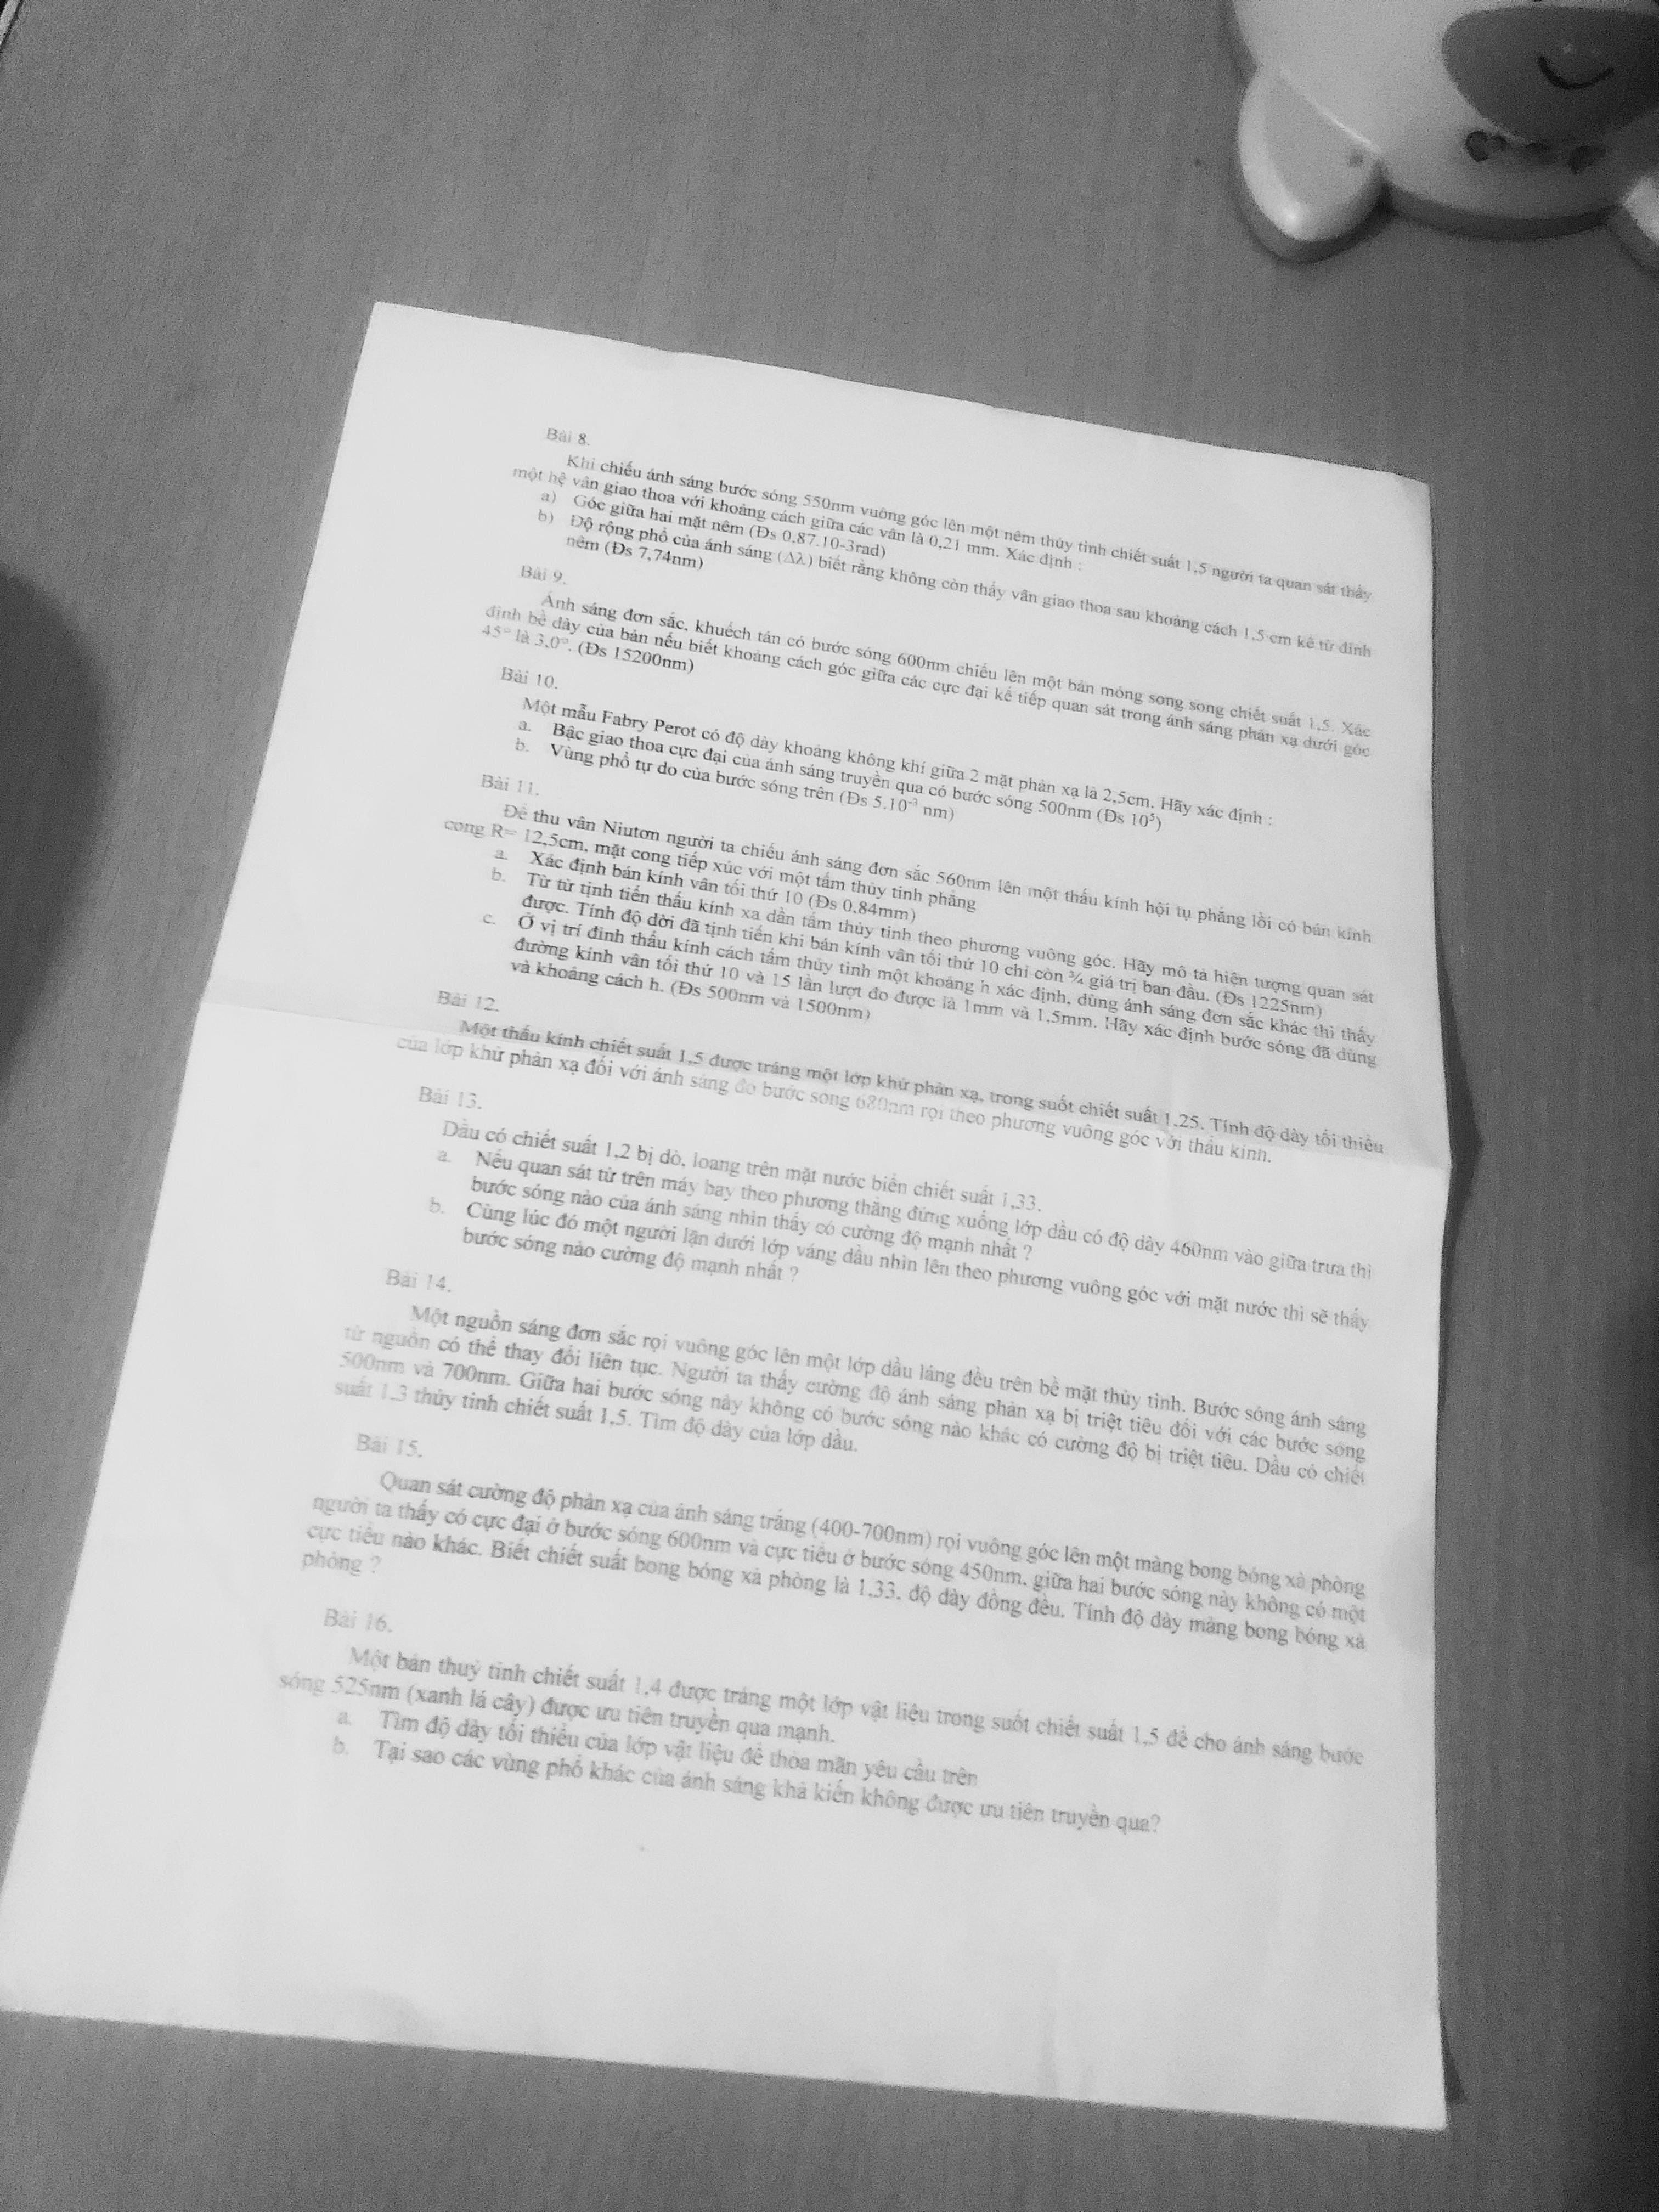 Bài 8.
Khi chiếu ánh sáng bước sóng 550nm vuông góc lên một nêm thủy tinh chiết suất 1,5 người ta quan sát thấy
một hệ vân giao thoa với khoảng cách giữa các vân là 0,21 mm. Xác định :
a) Góc giữa hai mặt nêm (Đs 0,87.10-3rad)
b) Độ rộng phổ của ánh sáng (Δλ) biết rằng không còn thấy vân giao thoa sau khoảng cách 1,5 cm kể từ đỉnh
nêm (Đs 7,74nm)
Bài 9.
Ánh sáng đơn sắc, khuếch tán có bước sóng 600nm chiếu lên một bản mỏng song song chiết suất 1,5. Xác
định bề dày của bản nếu biết khoảng cách góc giữa các cực đại kế tiếp quan sát trong ánh sáng phản xạ dưới góc
45° là 3,0°. (Đs 15200nm)
Bài 10.
Một mẫu Fabry Perot có độ dày khoảng không khí giữa 2 mặt phản xạ là 2,5cm. Hãy xác định :
a. Bậc giao thoa cực đại của ánh sáng truyền qua có bước sóng 500nm (Đs 10⁵)
b. Vùng phổ tự do của bước sóng trên (Đs 5.10⁻³ nm)
Bài 11.
Để thu vân Niutơn người ta chiếu ánh sáng đơn sắc 560nm lên một thấu kính hội tụ phẳng lồi có bán kính
cong R= 12,5cm, mặt cong tiếp xúc với một tấm thủy tinh phẳng
a. Xác định bán kính vân tối thứ 10 (Đs 0,84mm)
b. Từ từ tịnh tiến thấu kính xa dần tấm thủy tinh theo phương vuông góc. Hãy mô tả hiện tượng quan sát
được. Tính độ dời đã tịnh tiến khi bán kính vân tối thứ 10 chỉ còn ¾ giá trị ban đầu. (Đs 1225nm)
c. Ở vị trí đỉnh thấu kính cách tấm thủy tinh một khoảng h xác định, dùng ánh sáng đơn sắc khác thì thấy
đường kính vân tối thứ 10 và 15 lần lượt đo được là 1mm và 1,5mm. Hãy xác định bước sóng đã dùng
và khoảng cách h. (Đs 500nm và 1500nm)
Bài 12.
Một thấu kính chiết suất 1,5 được tráng một lớp khử phản xạ, trong suốt chiết suất 1,25. Tính độ dày tối thiểu
của lớp khử phản xạ đối với ánh sáng đo bước sóng 680nm rọi theo phương vuông góc với thấu kính.
Bài 13.
Dầu có chiết suất 1,2 bị dò, loang trên mặt nước biển chiết suất 1,33.
a. Nếu quan sát từ trên máy bay theo phương thẳng đứng xuống lớp dầu có độ dày 460nm vào giữa trưa thì
bước sóng nào của ánh sáng nhìn thấy có cường độ mạnh nhất ?
b. Cùng lúc đó một người lặn dưới lớp váng dầu nhìn lên theo phương vuông góc với mặt nước thì sẽ thấy
bước sóng nào cường độ mạnh nhất ?
Bài 14.
Một nguồn sáng đơn sắc rọi vuông góc lên một lớp dầu láng đều trên bề mặt thủy tinh. Bước sóng ánh sáng
từ nguồn có thể thay đổi liên tục. Người ta thấy cường độ ánh sáng phản xạ bị triệt tiêu đối với các bước sóng
500nm và 700nm. Giữa hai bước sóng này không có bước sóng nào khác có cường độ bị triệt tiêu. Dầu có chiết
suất 1,3 thủy tinh chiết suất 1,5. Tìm độ dày của lớp dầu.
Bài 15.
Quan sát cường độ phản xạ của ánh sáng trắng (400-700nm) rọi vuông góc lên một màng bong bóng xà phòng
người ta thấy có cực đại ở bước sóng 600nm và cực tiểu ở bước sóng 450nm, giữa hai bước sóng này không có một
cực tiểu nào khác. Biết chiết suất bong bóng xà phòng là 1,33, độ dày đồng đều. Tính độ dày màng bong bóng xà
phòng ?
Bài 16.
Một bản thuỷ tinh chiết suất 1,4 được tráng một lớp vật liệu trong suốt chiết suất 1,5 để cho ánh sáng bước
sóng 525nm (xanh lá cây) được ưu tiên truyền qua mạnh.
a. Tìm độ dày tối thiểu của lớp vật liệu để thỏa mãn yêu cầu trên
b. Tại sao các vùng phổ khác của ánh sáng khả kiến không được ưu tiên truyền qua?